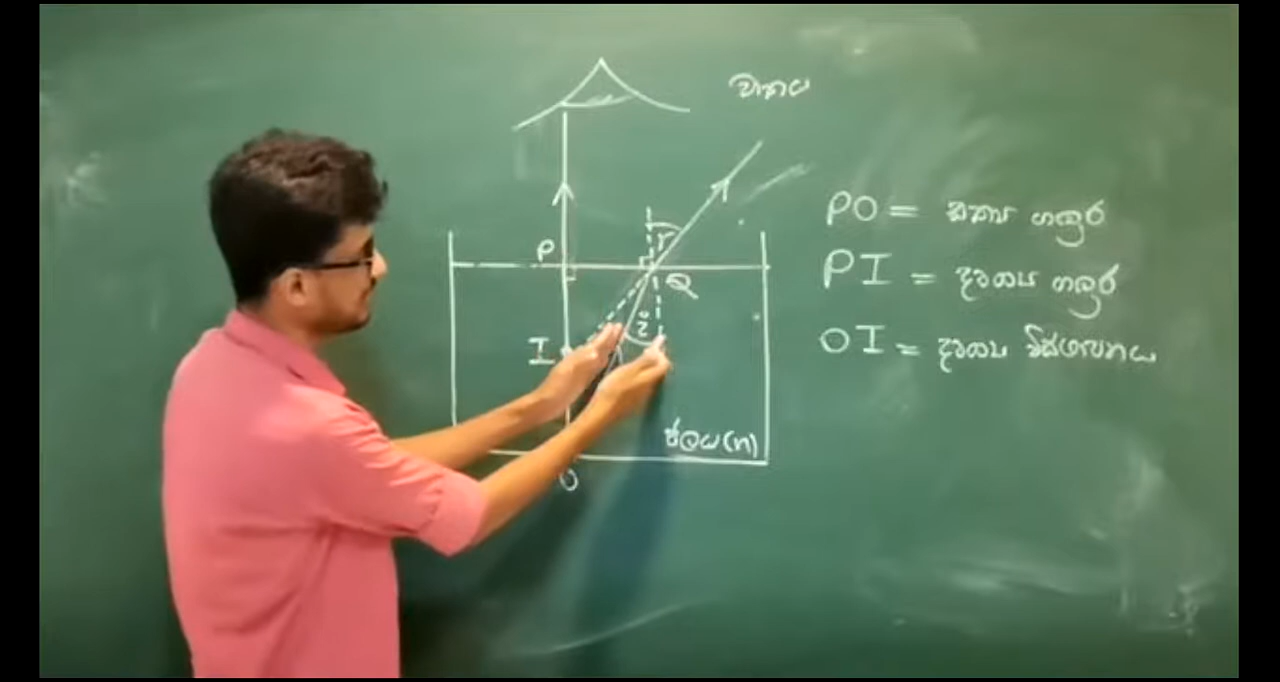 වාතය
PO = සත්‍ය ගැඹුර
P
r
PI = දෘශ්‍ය ගැඹුර
Q
i
I
OI = දෘශ්‍ය විස්ථාපනය
ජලය (n)
O